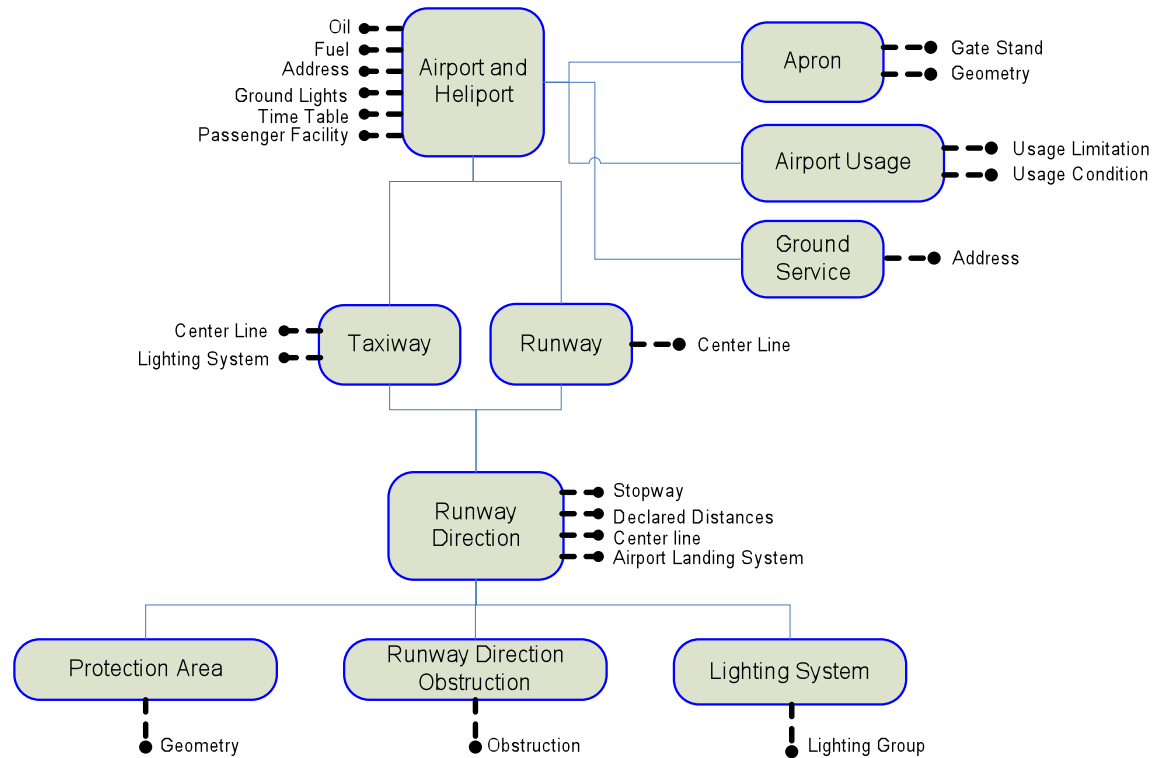 Oil
Fuel
Address
Ground Lights
Time Table
Passenger Facility
Airport and
Heliport
Apron
Gate Stand
Geometry
Airport Usage
Usage Limitation
Usage Condition
Ground
Service
Address
Center Line
Lighting System
Taxiway
Runway
Center Line
Runway
Direction
Stopway
Declared Distances
Center line
Airport Landing System
Protection Area
Runway Direction
Obstruction
Lighting System
Geometry
Obstruction
Lighting Group